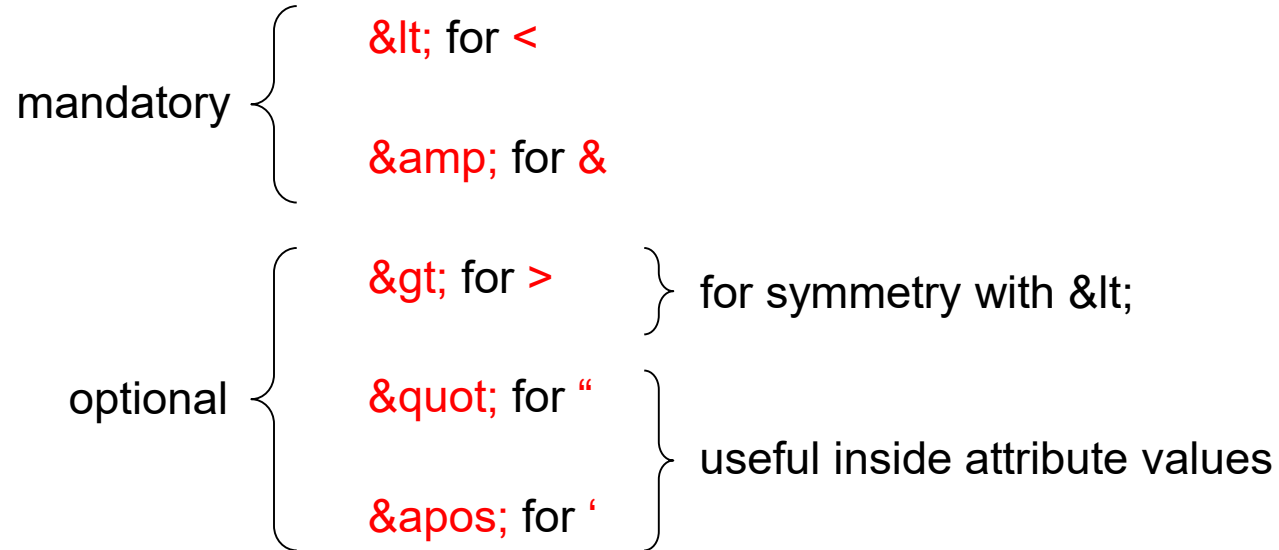 &lt; for <
mandatory
&amp; for &
&gt; for >
for symmetry with &lt;
optional
&quot; for “
useful inside attribute values
&apos; for ‘